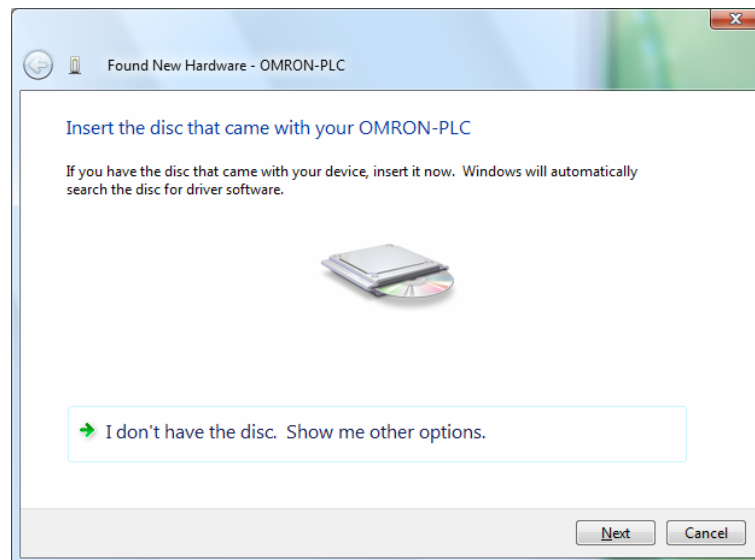 Found New Hardware - OMRON-PLC
Insert the disc that came with your OMRON-PLC
If you have the disc that came with your device, insert it now. Windows will automatically
search the disc for driver software.
I don't have the disc. Show me other options.
Next Cancel